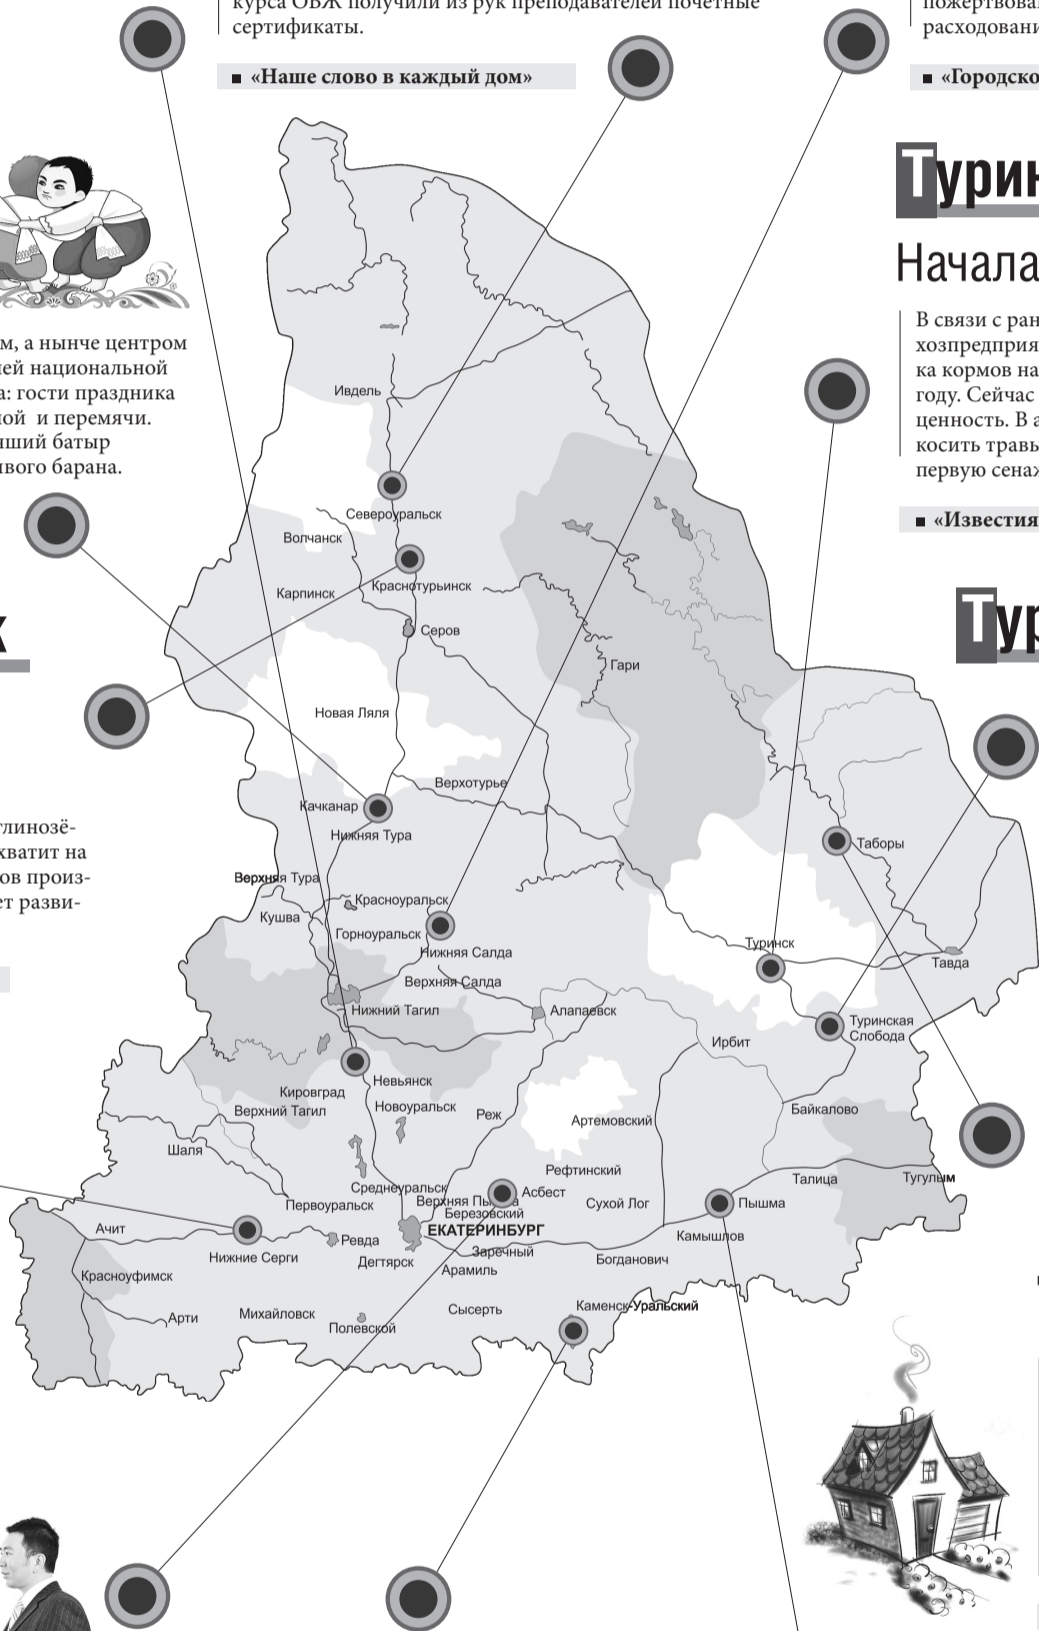 курса ОБЖ получили из рук преподавателей почетные
сертификаты.
■ «Наше слово в каждый дом»
расходовани
■ «Городско
Турин
Начала
В связи с ран
хозпредприя
ка кормов на
году. Сейчас
ценность. В а
косить травы
первую сенаж
■ «Известия
Тур
м, а нынче центром
ей национальной
а: гости праздника
ой и перемячи.
чший батыр
ивого барана.
к
глинозё-
хватит на
ов произ-
ет разви-
Ивдель
Североуральск
Волчанск
Краснотурьинск
Карпинск
Серов
Гари
Новая Ляля
Верхотурье
Качканар
Нижняя Тура
Таборы
Верхняя Тура
Красноуральск
Кушва
Горноуральск
Нижняя Салда
Туринск
Тавда
Верхняя Салда
Нижний Тагил
Алапаевск
Туринская
Слобода
Ирбит
Невьянск
Кировград
Верхний Тагил
Новоуральск
Реж
Артемовский
Байкалово
Шаля
Рефтинский
Талица
Тугулым
Среднеуральск
Асбест
Верхняя Пышма
Первоуральск
Березовский
Сухой Лог
Пышма
Ачит
ЕКАТЕРИНБУРГ
Камышлов
Ревда
Заречный
Нижние Серги
Дегтярск
Арамиль
Богданович
Красноуфимск
Арти
Михайловск
Сысерть
Каменск-Уральский
Полевской